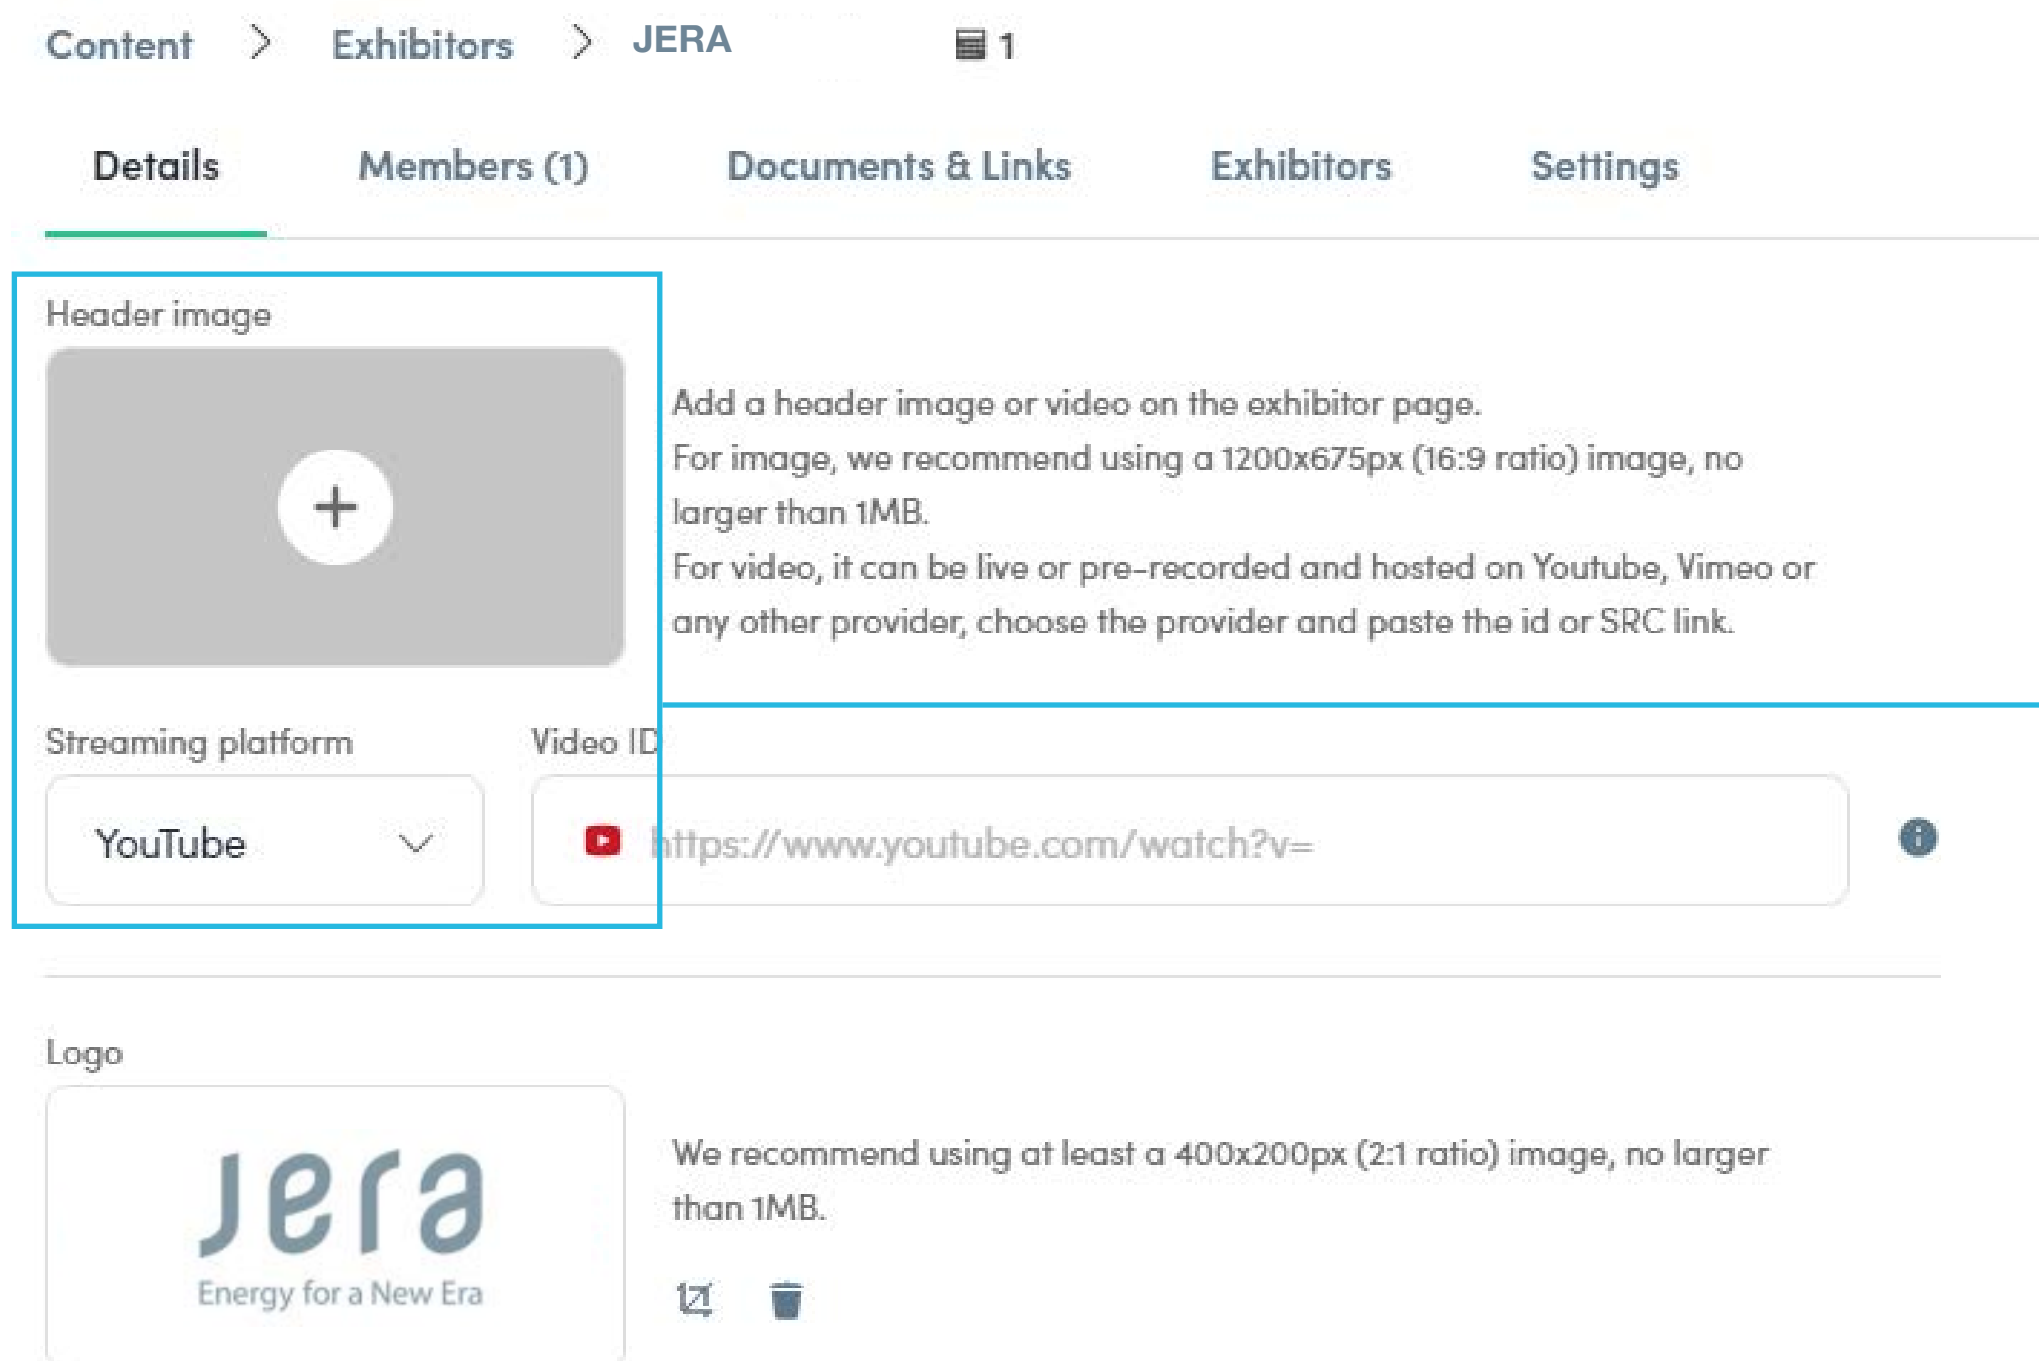 Content > Exhibitors > JERA 1
Details Members (1) Documents & Links Exhibitors Settings
Header image
Add a header image or video on the exhibitor page.
For image, we recommend using a 1200x675px (16:9 ratio) image, no
larger than 1MB.
For video, it can be live or pre-recorded and hosted on Youtube, Vimeo or
any other provider, choose the provider and paste the id or SRC link.
Streaming platform Video ID
YouTube https://www.youtube.com/watch?v=
Logo
Jera
Energy for a New Era
We recommend using at least a 400x200px (2:1 ratio) image, no larger
than 1MB.